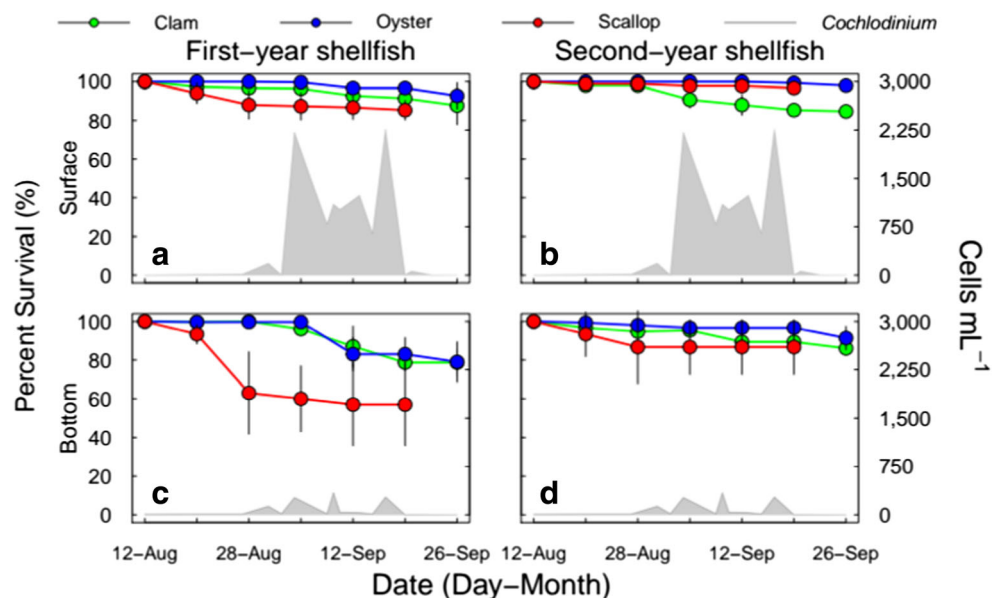 Clam Oyster Scallop Cochlodinium
First-year shellfish Second-year shellfish
Percent Survival (%)
Surface
100
80
60
40
20
0
a
b
3,000
2,250
1,500
750
0
Cells mL⁻¹
Bottom
100
80
60
40
20
0
c
d
3,000
2,250
1,500
750
0
12-Aug 28-Aug 12-Sep 26-Sep 12-Aug 28-Aug 12-Sep 26-Sep
Date (Day-Month)